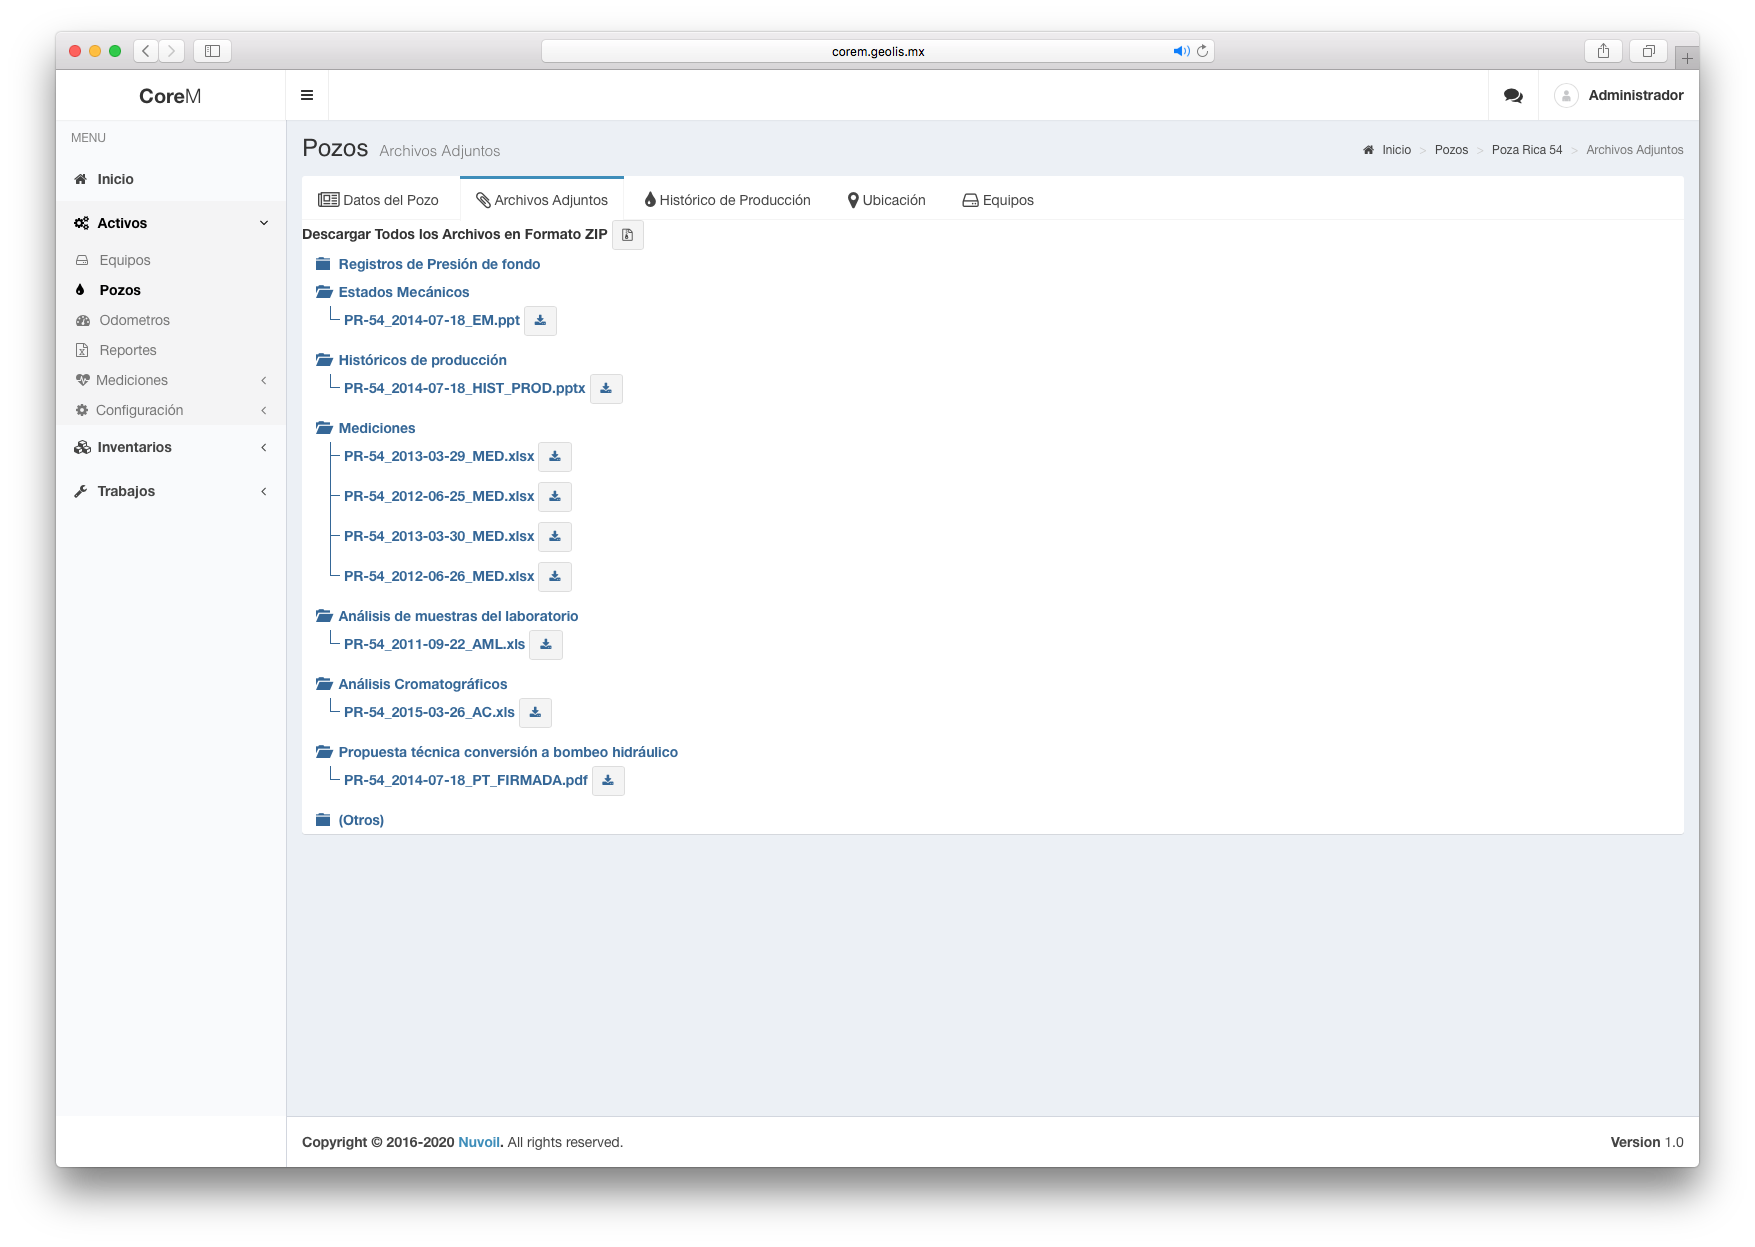 corem.geolis.mx
CoreM
Administrador
MENU
Inicio
Activos
Equipos
Pozos
Odometros
Reportes
Mediciones
Configuración
Inventarios
Trabajos
Pozos Archivos Adjuntos
Inicio > Pozos > Poza Rica 54 > Archivos Adjuntos
Datos del Pozo Archivos Adjuntos Histórico de Producción Ubicación Equipos
Descargar Todos los Archivos en Formato ZIP
Registros de Presión de fondo
Estados Mecánicos
PR-54_2014-07-18_EM.ppt
Históricos de producción
PR-54_2014-07-18_HIST_PROD.pptx
Mediciones
PR-54_2013-03-29_MED.xlsx
PR-54_2012-06-25_MED.xlsx
PR-54_2013-03-30_MED.xlsx
PR-54_2012-06-26_MED.xlsx
Análisis de muestras del laboratorio
PR-54_2011-09-22_AML.xls
Análisis Cromatográficos
PR-54_2015-03-26_AC.xls
Propuesta técnica conversión a bombeo hidráulico
PR-54_2014-07-18_PT_FIRMADA.pdf
(Otros)
Copyright © 2016-2020 Nuvoil. All rights reserved.
Version 1.0